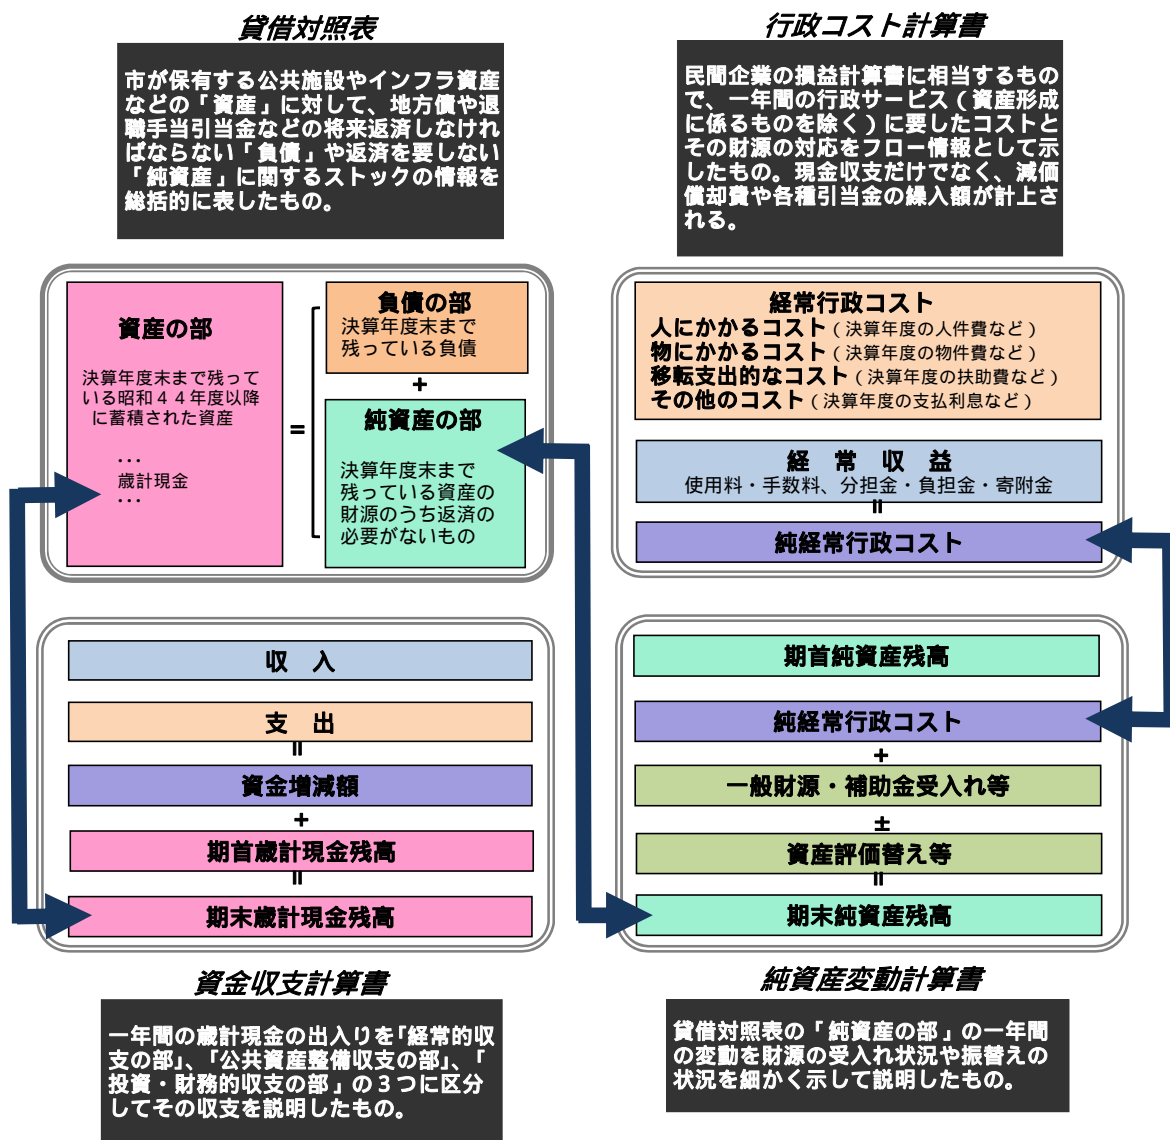 貸借対照表
市が保有する公共施設やインフラ資産
などの「資産」に対して、地方債や退
職手当引当金などの将来返済しなけれ
ばならない「負債」や返済を要しない
「純資産」に関するストックの情報を
総括的に表したもの。
行政コスト計算書
民間企業の損益計算書に相当するもの
で、一年間の行政サービス（資産形成
に係るものを除く）に要したコストと
その財源の対応をフロー情報として示
したもの。現金収支だけでなく、減価
償却費や各種引当金の繰入額が計上さ
れる。
資産の部
決算年度末まで残って
いる昭和４４年度以降
に蓄積された資産
…
歳計現金
…
=
負債の部
決算年度末まで
残っている負債
+
純資産の部
決算年度末まで
残っている資産の
財源のうち返済の
必要がないもの
経常行政コスト
人にかかるコスト（決算年度の人件費など）
物にかかるコスト（決算年度の物件費など）
移転支出的なコスト（決算年度の扶助費など）
その他のコスト（決算年度の支払利息など）
経　常　収　益
使用料・手数料、分担金・負担金・寄附金
=
純経常行政コスト
収　入
支　出
=
資金増減額
+
期首歳計現金残高
=
期末歳計現金残高
期首純資産残高
純経常行政コスト
+
一般財源・補助金受入れ等
±
資産評価替え等
=
期末純資産残高
資金収支計算書
一年間の歳計現金の出入りを「経常的収
支の部」、「公共資産整備収支の部」、「
投資・財務的収支の部」の３つに区分
してその収支を説明したもの。
純資産変動計算書
貸借対照表の「純資産の部」の一年間
の変動を財源の受入れ状況や振替えの
状況を細かく示して説明したもの。